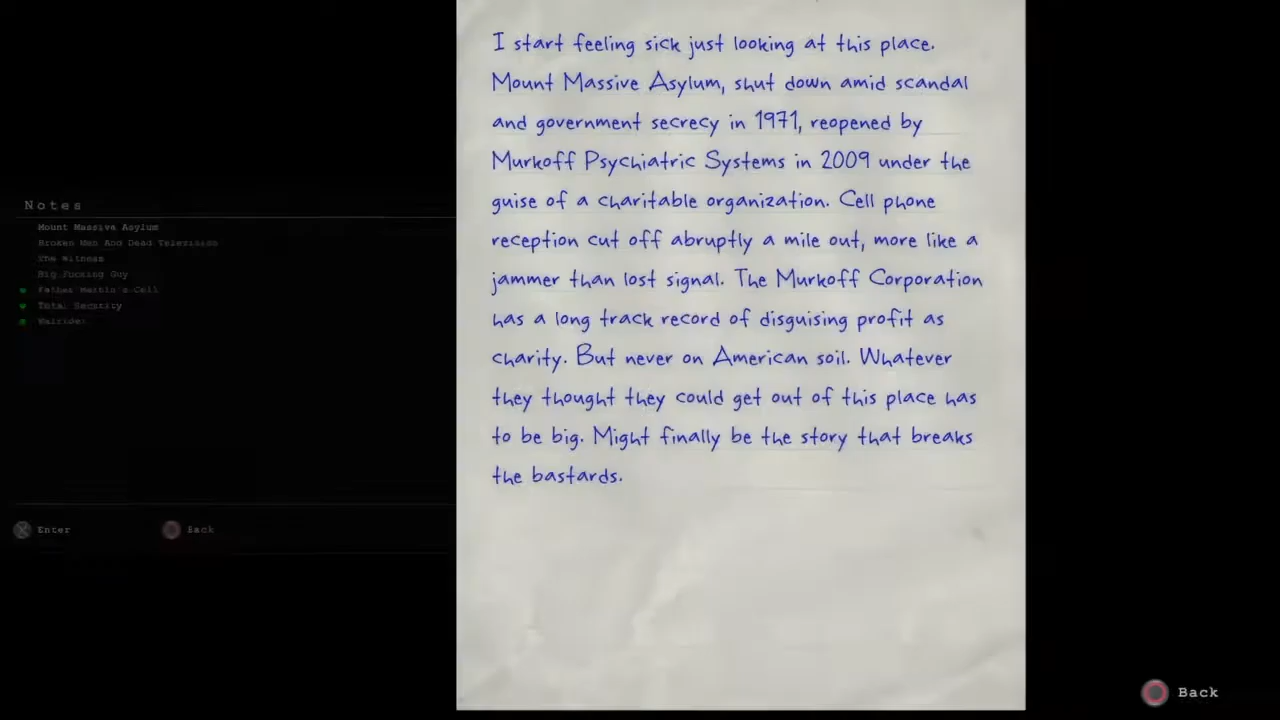 Notes
Mount Massive Asylum
Broken Men And Dead Television
The Witness
Big Fucking Guy
Father Martin's Cell
Total Security
Walrider
Enter
Back
I start feeling sick just looking at this place.
Mount Massive Asylum, shut down amid scandal
and government secrecy in 1971, reopened by
Murkoff Psychiatric Systems in 2009 under the
guise of a charitable organization. Cell phone
reception cut off abruptly a mile out, more like a
jammer than lost signal. The Murkoff Corporation
has a long track record of disguising profit as
charity. But never on American soil. Whatever
they thought they could get out of this place has
to be big. Might finally be the story that breaks
the bastards.
Back